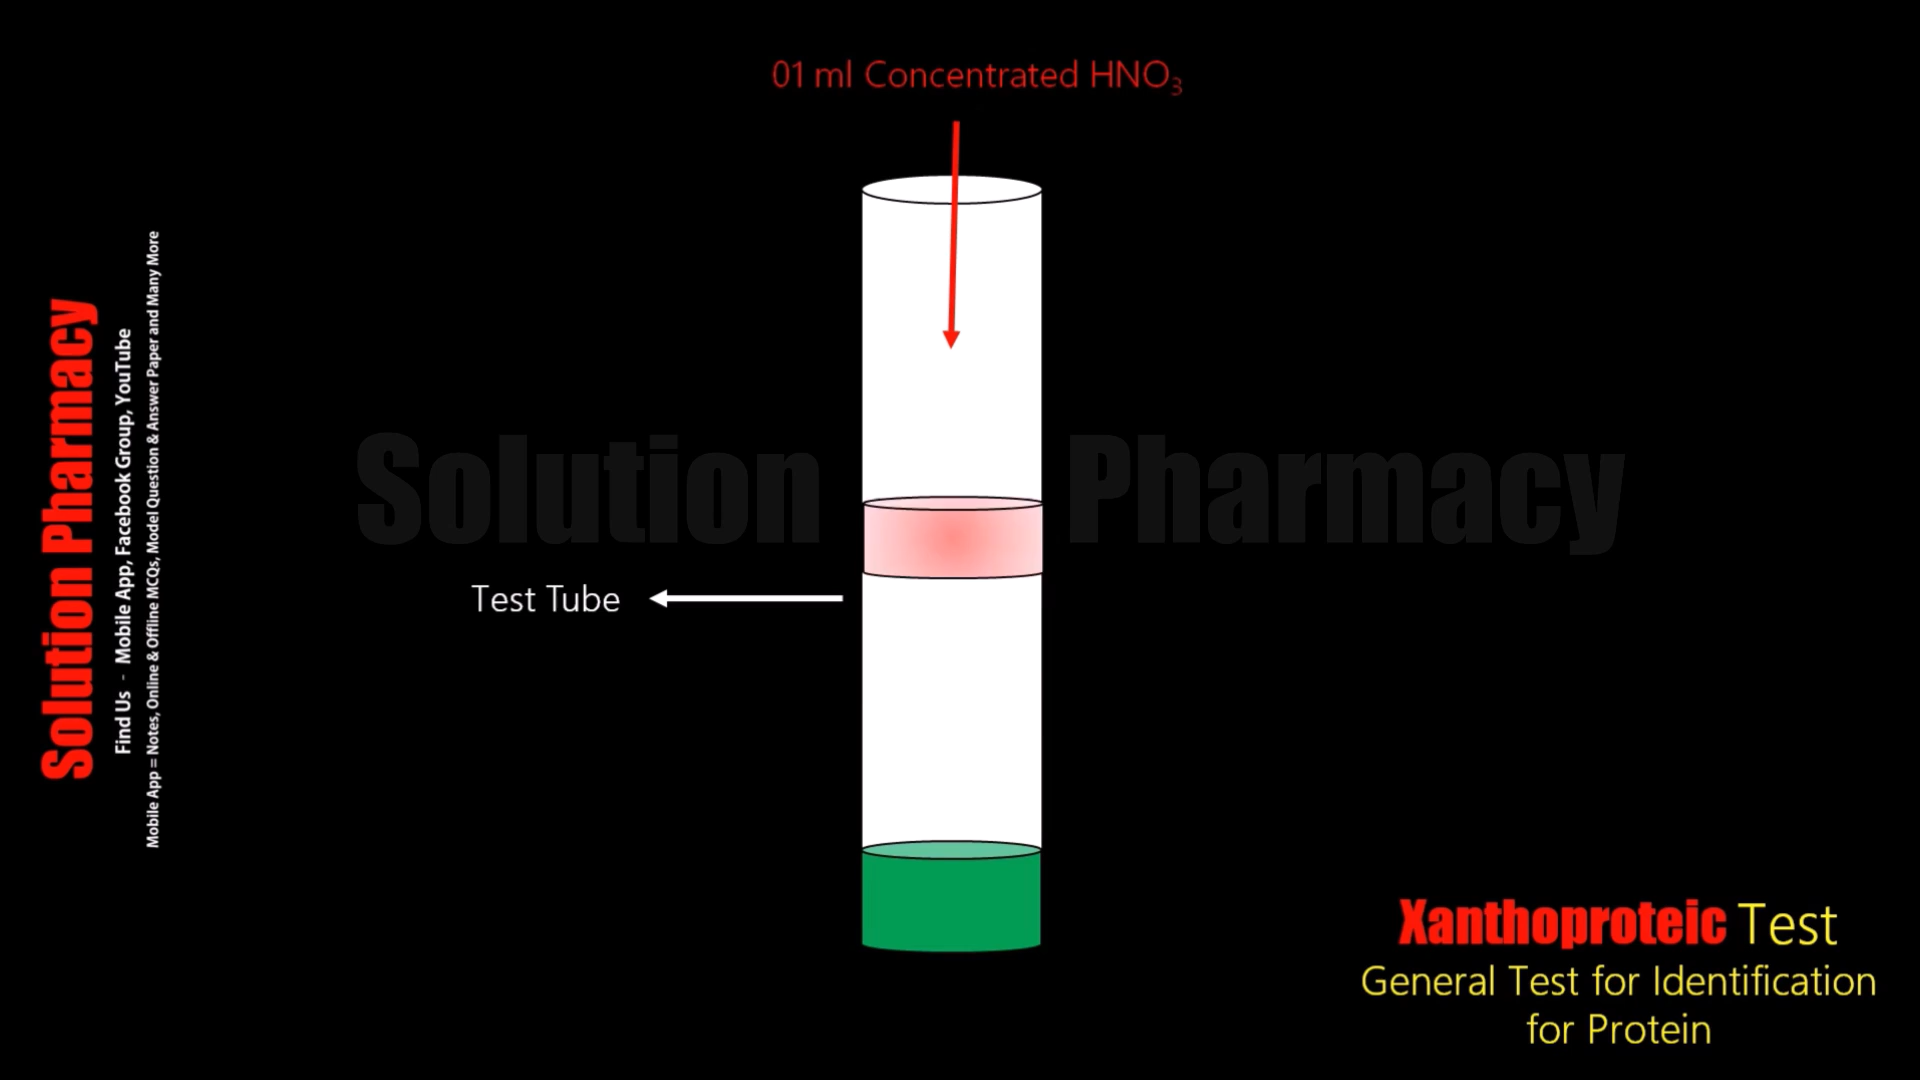 01 ml Concentrated HNO₃
Solution Pharmacy
Test Tube
Solution Pharmacy
Find Us - Mobile App, Facebook Group, YouTube
Mobile App = Notes, Online & Offline MCQs, Model Question & Answer Paper and Many More
Xanthoproteic Test
General Test for Identification
for Protein